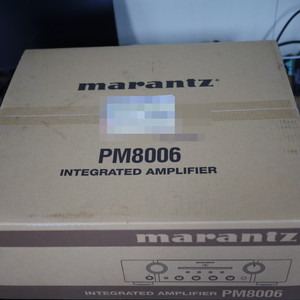 marantz
PM8006
INTEGRATED AMPLIFIER
marantz
INTEGRATED AMPLIFIER PM8006